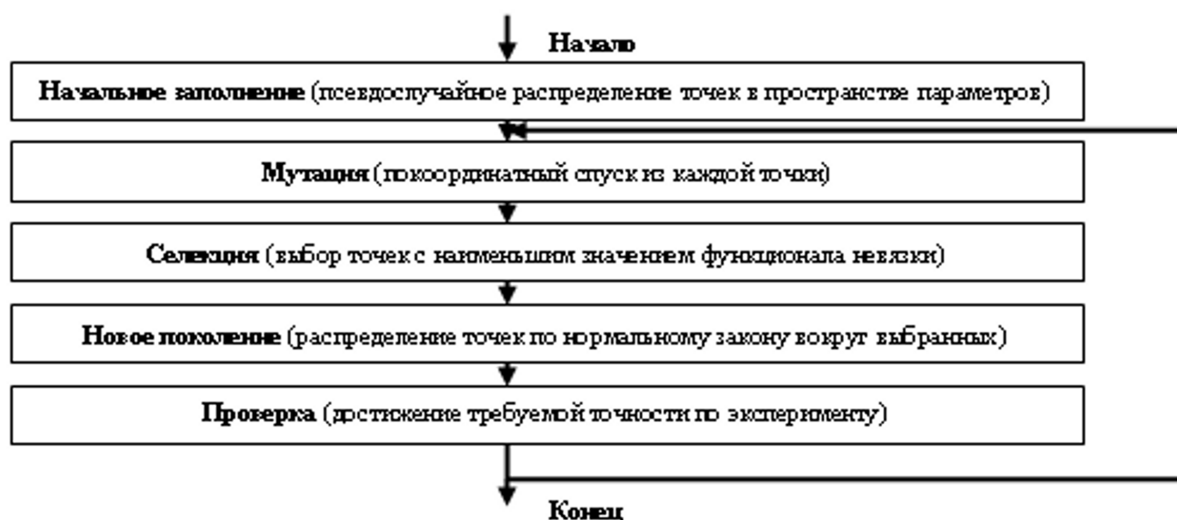 Начало
Начальное заполнение (псевдослучайное распределение точек в пространстве параметров)
Мутация (покоординатный спуск из каждой точки)
Селекция (выбор точек с наименьшим значением функционала невязки)
Новое поколение (распределение точек по нормальному закону вокруг выбранных)
Проверка (достижение требуемой точности по эксперименту)
Конец